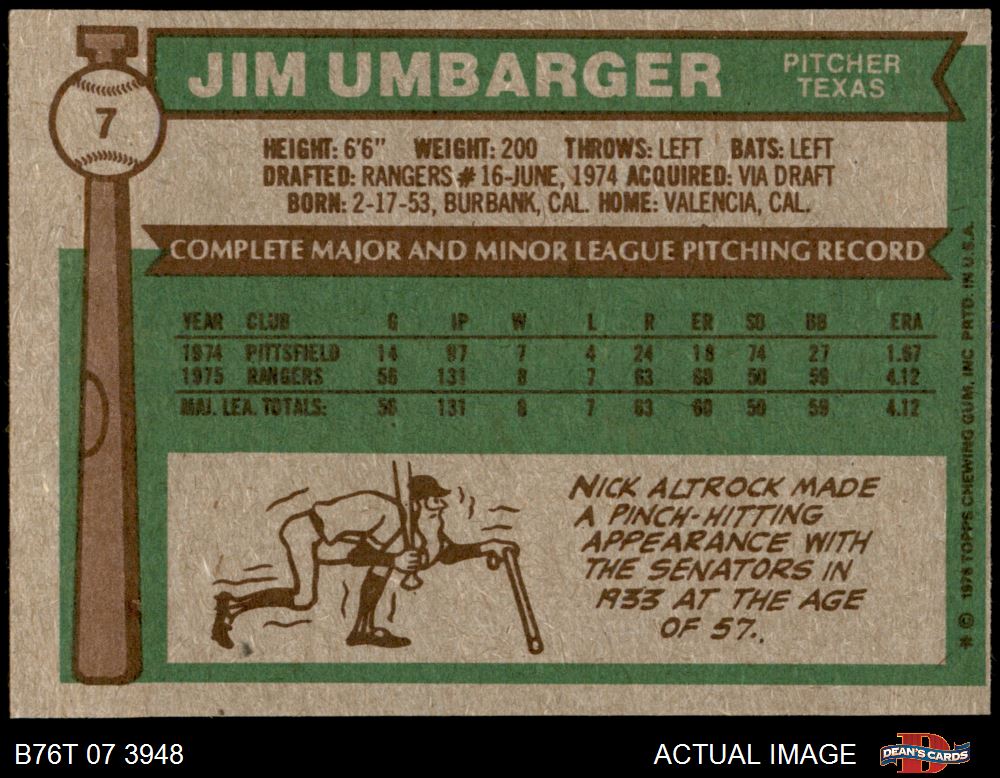 7
JIM UMBARGER
PITCHER
TEXAS
HEIGHT: 6'6" WEIGHT: 200 THROWS: LEFT BATS: LEFT
DRAFTED: RANGERS # 16-JUNE, 1974 ACQUIRED: VIA DRAFT
BORN: 2-17-53, BURBANK, CAL. HOME: VALENCIA, CAL.
COMPLETE MAJOR AND MINOR LEAGUE PITCHING RECORD
YEAR CLUB G IP W L R ER SO BB ERA
1974 PITTSFIELD 14 97 7 4 24 18 74 27 1.67
1975 RANGERS 56 131 8 7 63 60 50 59 4.12
MAJ. LEA. TOTALS: 56 131 8 7 63 60 50 59 4.12
NICK ALTROCK MADE
A PINCH-HITTING
APPEARANCE WITH
THE SENATORS IN
1933 AT THE AGE
OF 57.
* © 1976 TOPPS CHEWING GUM, INC PRTD. IN U.S.A.
B76T 07 3948
ACTUAL IMAGE
D
DEAN'S CARDS